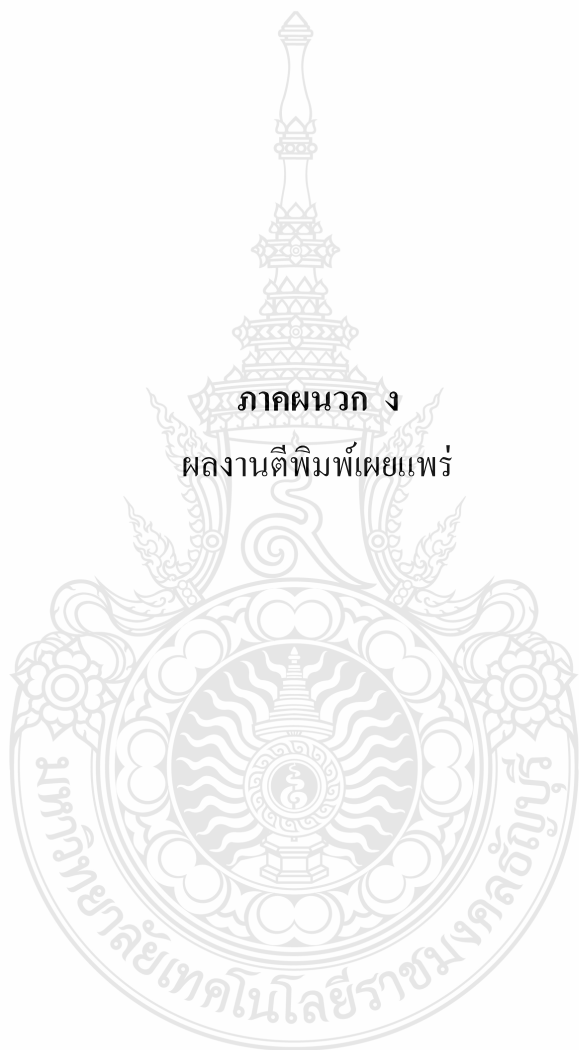 ภาคผนวก ง
ผลงานตีพิมพ์เผยแพร่
มหาวิทยาลัยเทคโนโลยีราชมงคลธัญบุรี